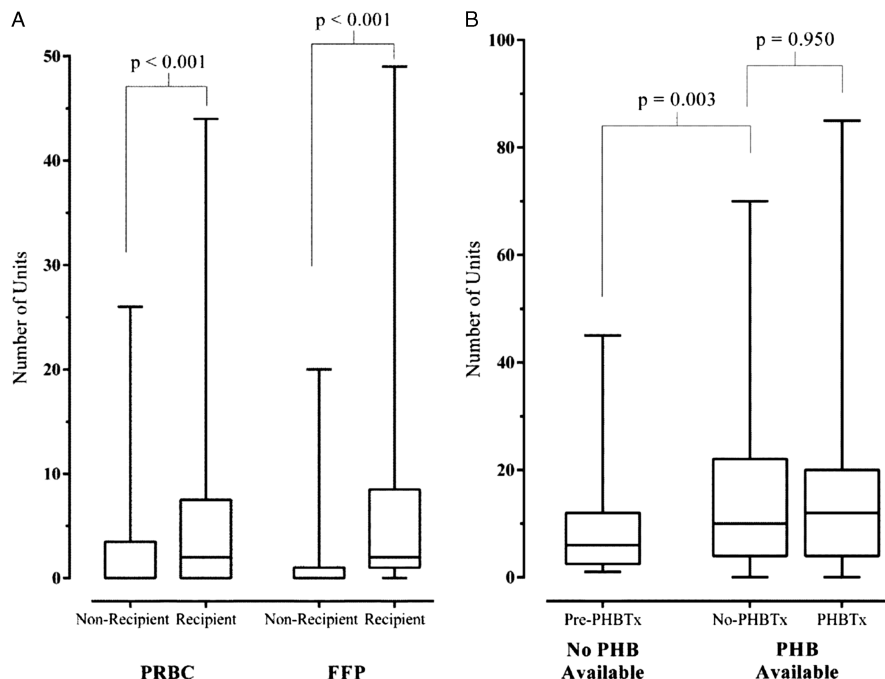 A
Number of Units
50
40
30
20
10
0
p < 0.001
p < 0.001
Non-Recipient Recipient
Non-Recipient Recipient
PRBC
FFP
B
Number of Units
100
80
60
40
20
0
p = 0.003
p = 0.950
Pre-PHBTx
No-PHBTx
PHBTx
No PHB
Available
PHB
Available